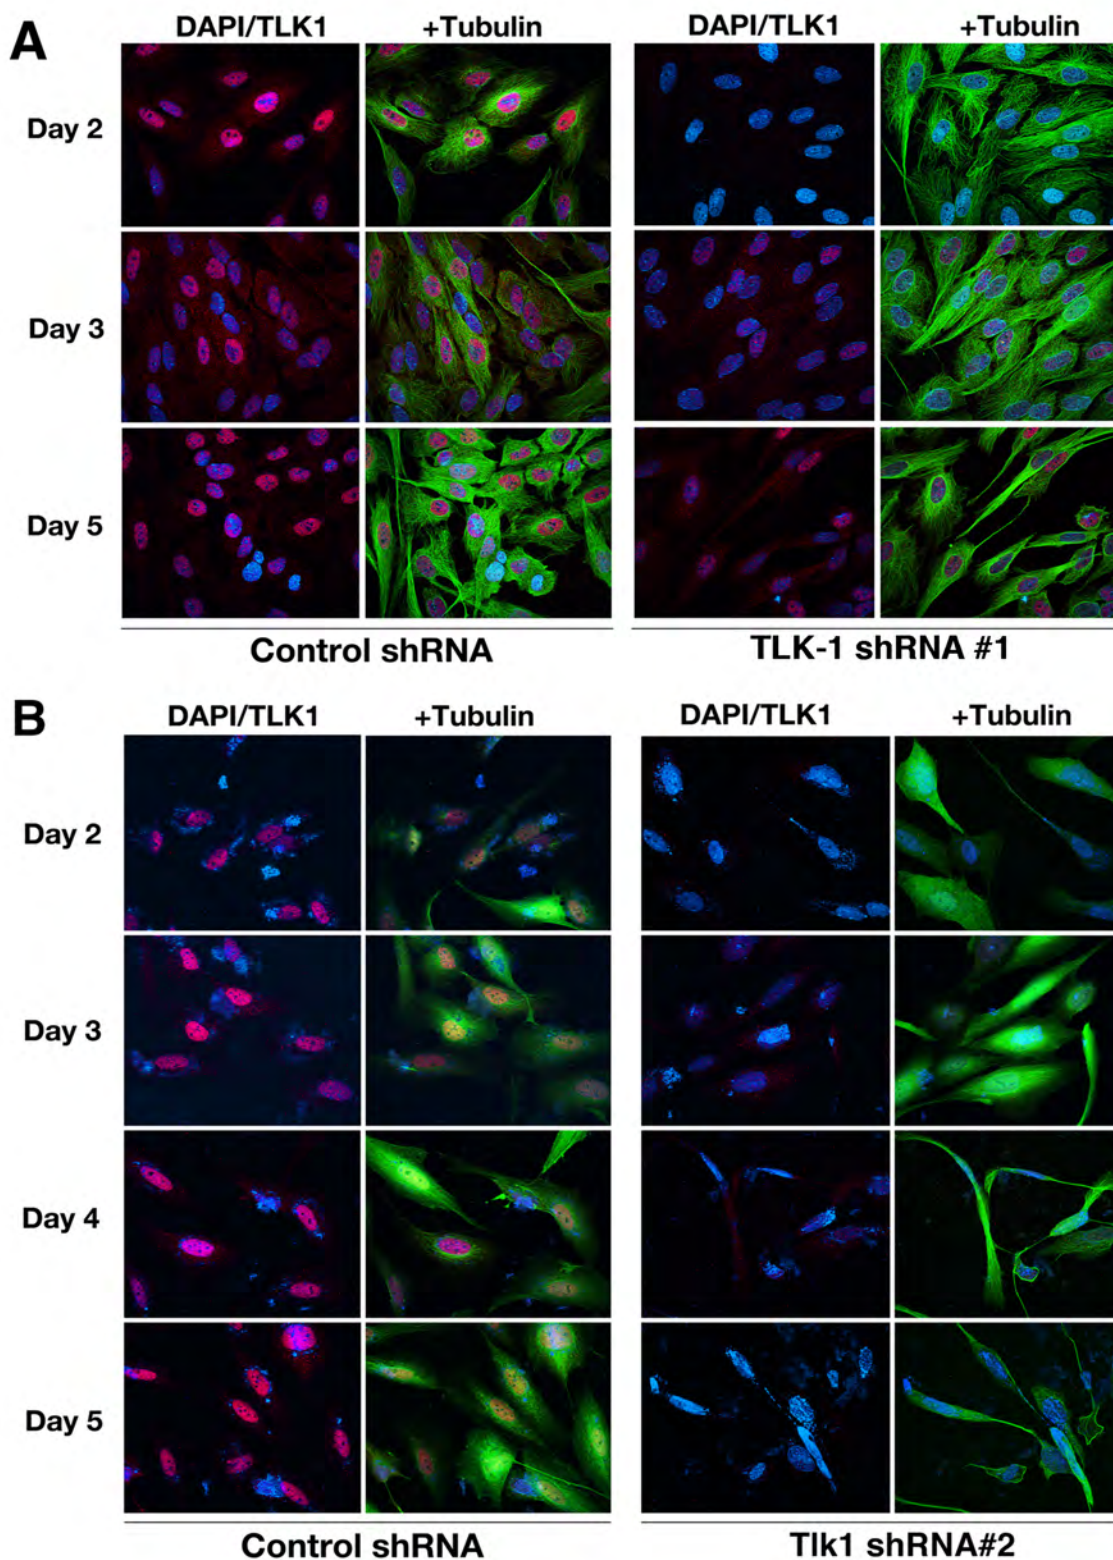 A
DAPI/TLK1 +Tubulin DAPI/TLK1 +Tubulin
Day 2
Day 3
Day 5
Control shRNA TLK-1 shRNA #1
B
DAPI/TLK1 +Tubulin DAPI/TLK1 +Tubulin
Day 2
Day 3
Day 4
Day 5
Control shRNA Tlk1 shRNA#2